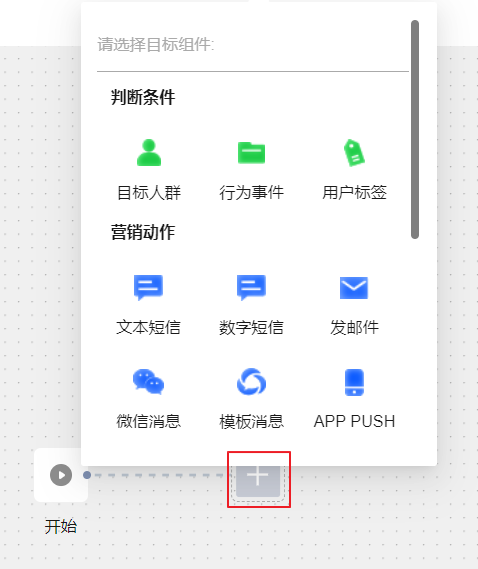 请选择目标组件:
判断条件
目标人群 行为事件 用户标签
营销动作
文本短信 数字短信 发邮件
微信消息 模板消息 APP PUSH
开始